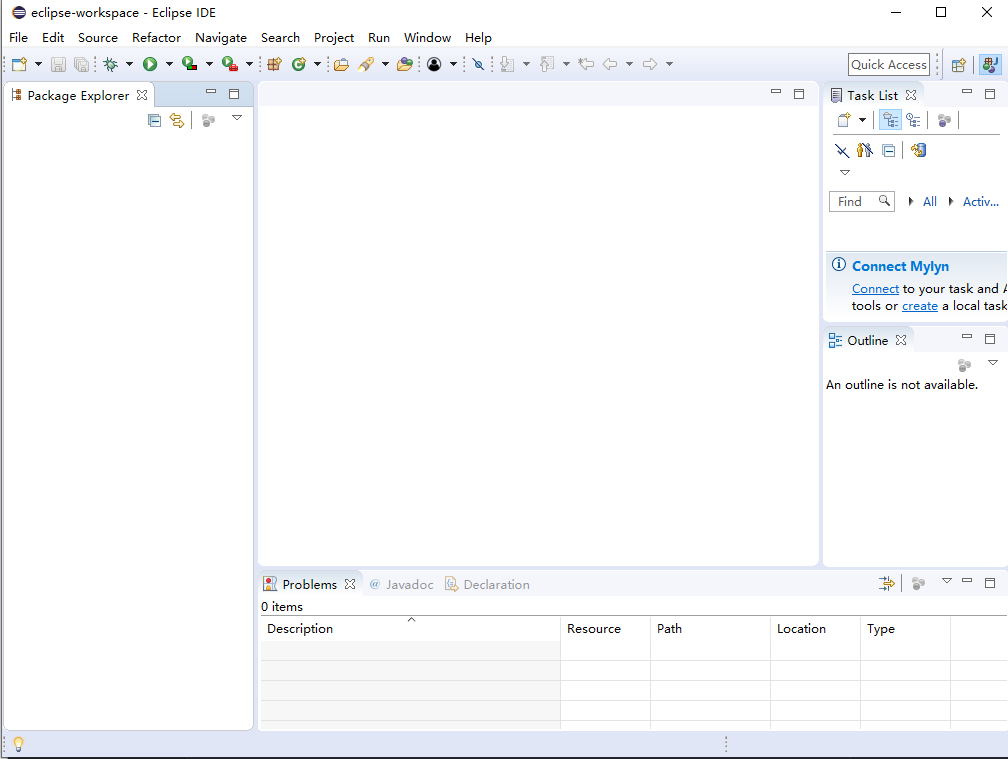 eclipse-workspace - Eclipse IDE
File Edit Source Refactor Navigate Search Project Run Window Help
Quick Access
Package Explorer
Task List
Find All Activ...
Connect Mylyn
Connect to your task and A
tools or create a local task
Outline
An outline is not available.
Problems @ Javadoc Declaration
0 items
Description Resource Path Location Type